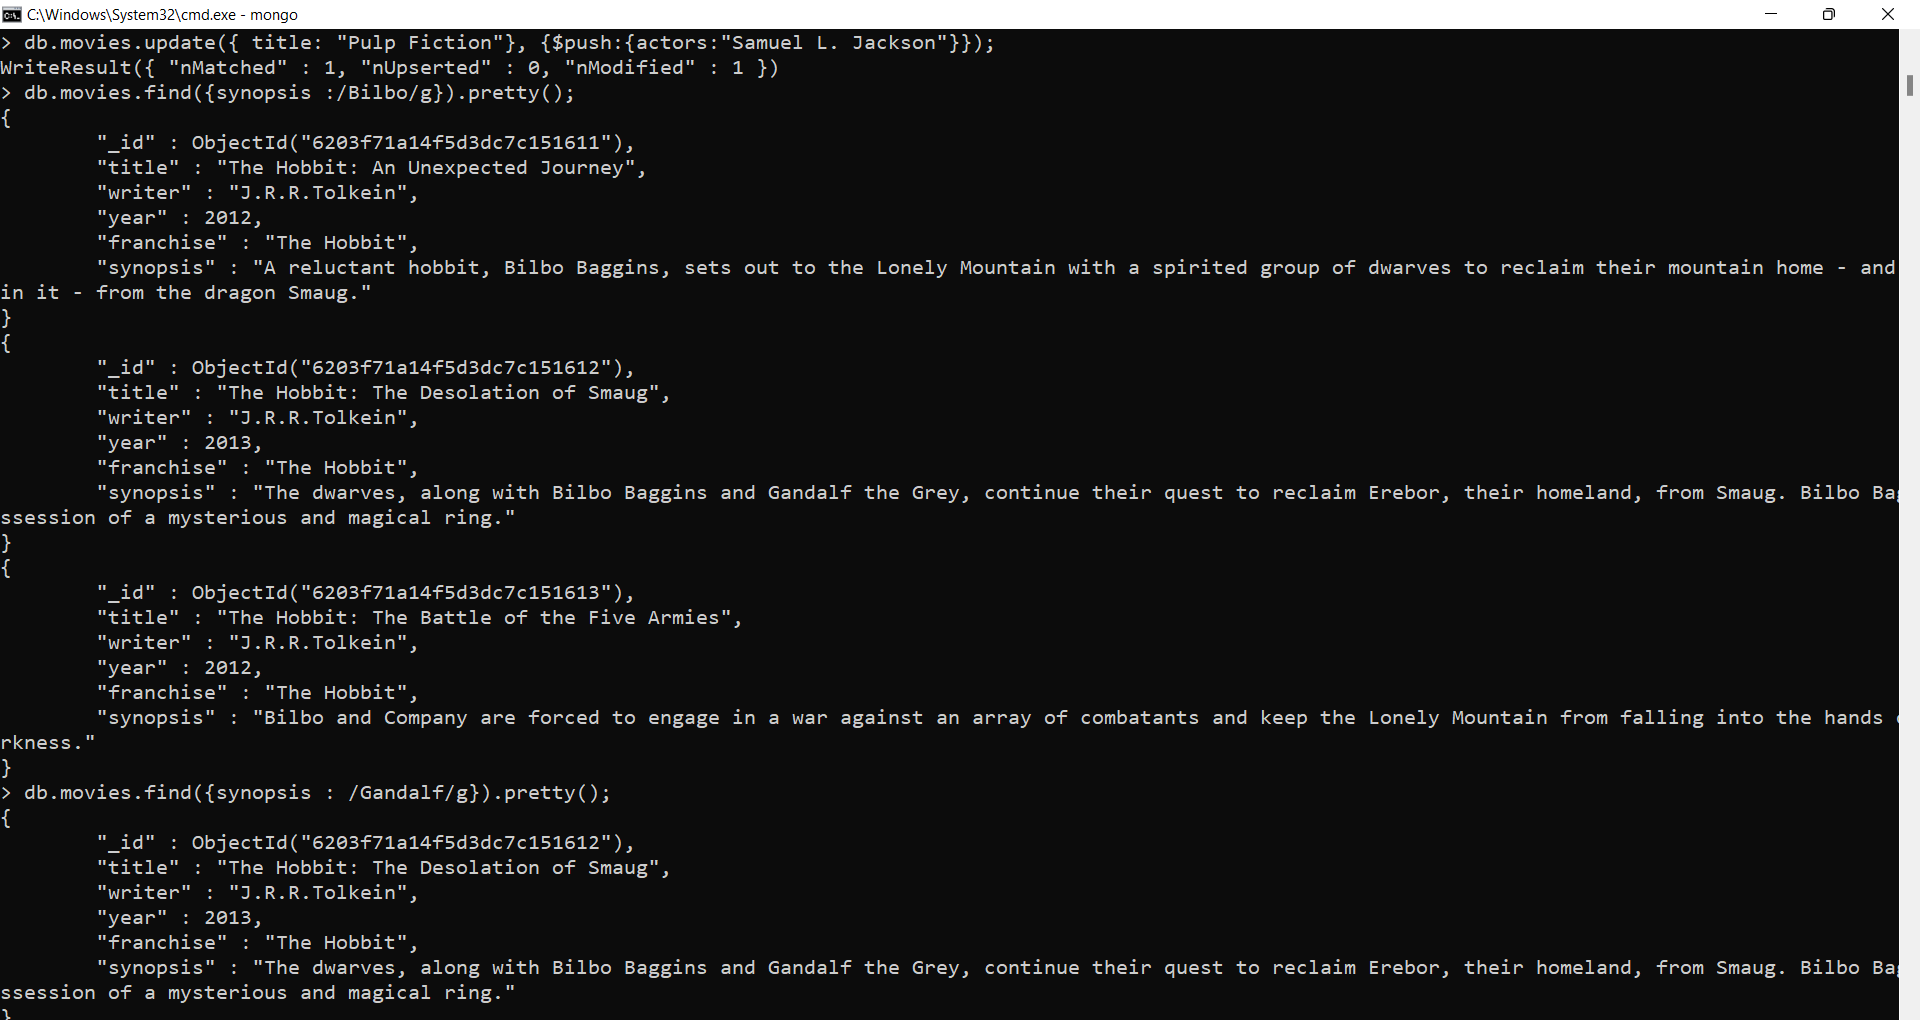 C:\Windows\System32\cmd.exe - mongo
> db.movies.update({ title: "Pulp Fiction"}, {$push:{actors:"Samuel L. Jackson"}});
WriteResult({ "nMatched" : 1, "nUpserted" : 0, "nModified" : 1 })
> db.movies.find({synopsis :/Bilbo/g}).pretty();
{
"_id" : ObjectId("6203f71a14f5d3dc7c151611"),
"title" : "The Hobbit: An Unexpected Journey",
"writer" : "J.R.R.Tolkein",
"year" : 2012,
"franchise" : "The Hobbit",
"synopsis" : "A reluctant hobbit, Bilbo Baggins, sets out to the Lonely Mountain with a spirited group of dwarves to reclaim their mountain home - and
in it - from the dragon Smaug."
}
{
"_id" : ObjectId("6203f71a14f5d3dc7c151612"),
"title" : "The Hobbit: The Desolation of Smaug",
"writer" : "J.R.R.Tolkein",
"year" : 2013,
"franchise" : "The Hobbit",
"synopsis" : "The dwarves, along with Bilbo Baggins and Gandalf the Grey, continue their quest to reclaim Erebor, their homeland, from Smaug. Bilbo Ba
ssession of a mysterious and magical ring."
}
{
"_id" : ObjectId("6203f71a14f5d3dc7c151613"),
"title" : "The Hobbit: The Battle of the Five Armies",
"writer" : "J.R.R.Tolkein",
"year" : 2012,
"franchise" : "The Hobbit",
"synopsis" : "Bilbo and Company are forced to engage in a war against an array of combatants and keep the Lonely Mountain from falling into the hands
rkness."
}
> db.movies.find({synopsis : /Gandalf/g}).pretty();
{
"_id" : ObjectId("6203f71a14f5d3dc7c151612"),
"title" : "The Hobbit: The Desolation of Smaug",
"writer" : "J.R.R.Tolkein",
"year" : 2013,
"franchise" : "The Hobbit",
"synopsis" : "The dwarves, along with Bilbo Baggins and Gandalf the Grey, continue their quest to reclaim Erebor, their homeland, from Smaug. Bilbo Ba
ssession of a mysterious and magical ring."
}